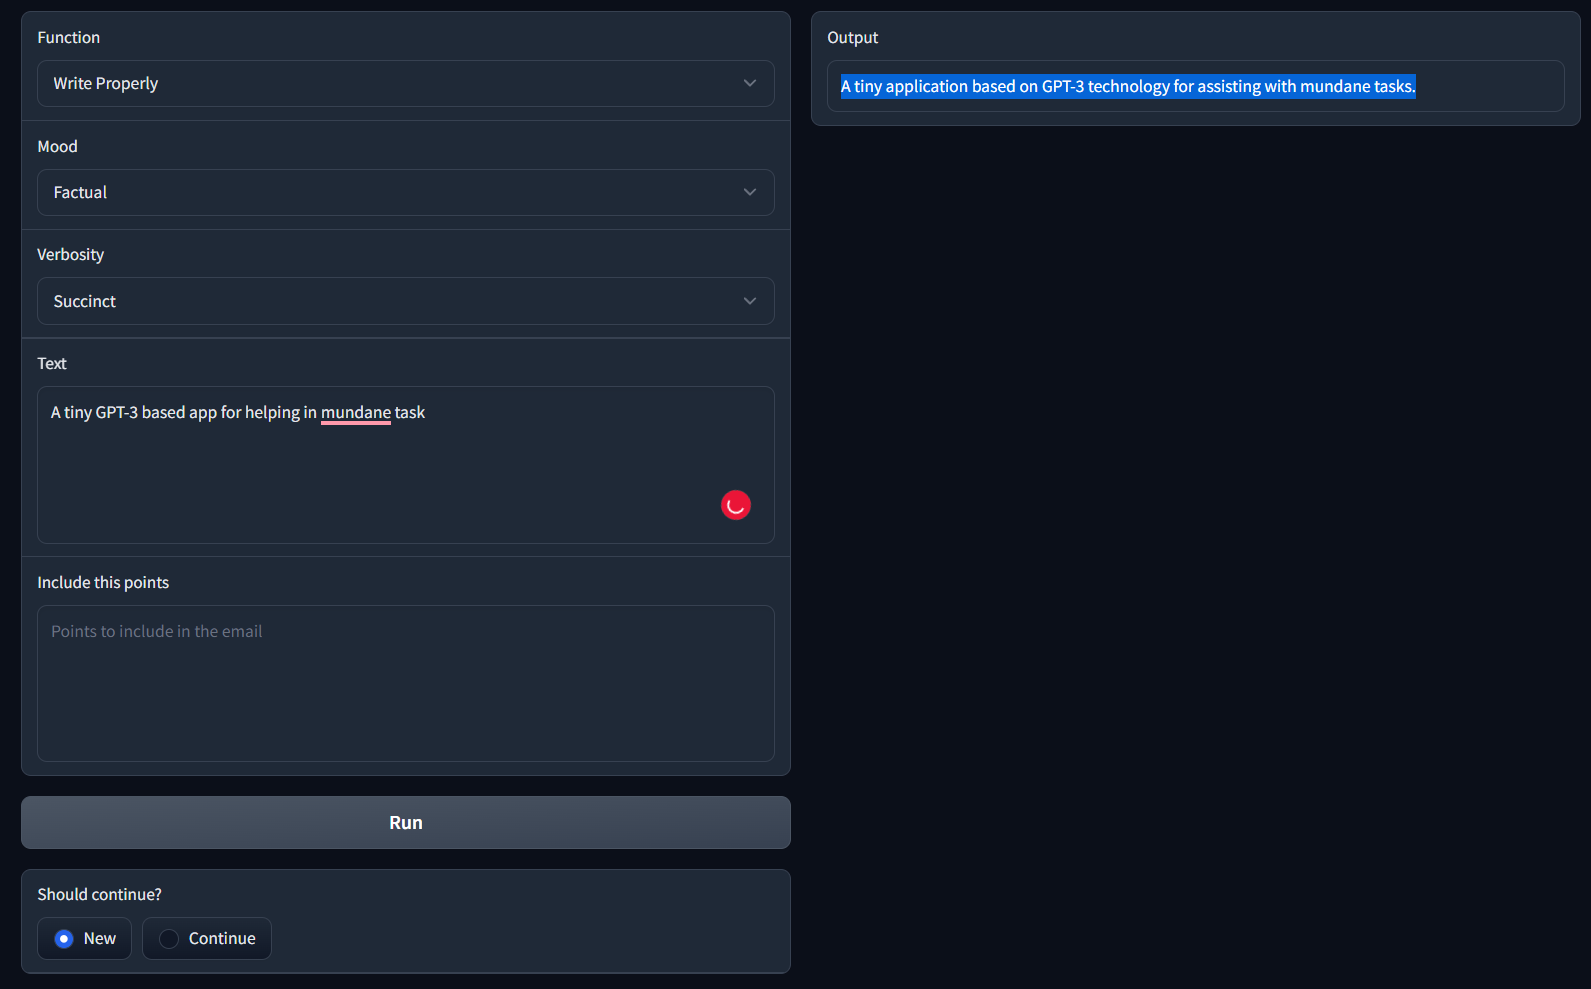 Function
Write Properly
Mood
Factual
Verbosity
Succinct
Text
A tiny GPT-3 based app for helping in mundane task
Include this points
Points to include in the email
Run
Should continue?
New
Continue
Output
A tiny application based on GPT-3 technology for assisting with mundane tasks.